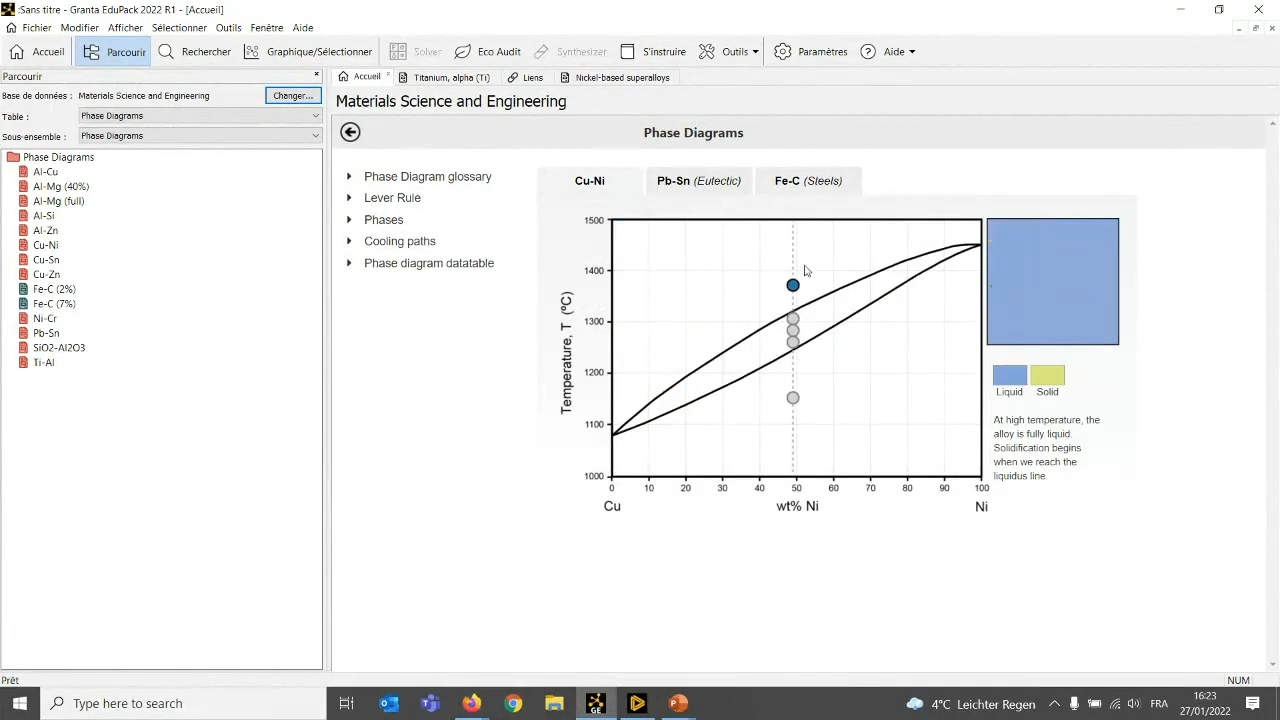 :Sans titre - Granta EduPack 2022 R1 - [Accueil]
Fichier Modifier Afficher Sélectionner Outils Fenêtre Aide
Accueil Parcourir Rechercher Graphique/Sélectionner Solver Eco Audit Synthesizer S'instruire Outils Paramètres Aide
Parcourir
Accueil Titanium, alpha (Ti) Liens Nickel-based superalloys
Base de données : Materials Science and Engineering Changer...
Table : Phase Diagrams
Sous-ensemble : Phase Diagrams
Phase Diagrams
Al-Cu
Al-Mg (40%)
Al-Mg (full)
Al-Si
Al-Zn
Cu-Ni
Cu-Sn
Cu-Zn
Fe-C (2%)
Fe-C (7%)
Ni-Cr
Pb-Sn
SiO2-Al2O3
Ti-Al
Materials Science and Engineering
Phase Diagrams
Phase Diagram glossary
Lever Rule
Phases
Cooling paths
Phase diagram datatable
Cu-Ni Pb-Sn (Eutectic) Fe-C (Steels)
Temperature, T (ºC)
1500
1400
1300
1200
1100
1000
0 10 20 30 40 50 60 70 80 90 100
Cu wt% Ni Ni
Liquid Solid
At high temperature, the
alloy is fully liquid.
Solidification begins
when we reach the
liquidus line.
Prêt NUM
Type here to search
GE
4°C Leichter Regen FRA
16:23
27/01/2022